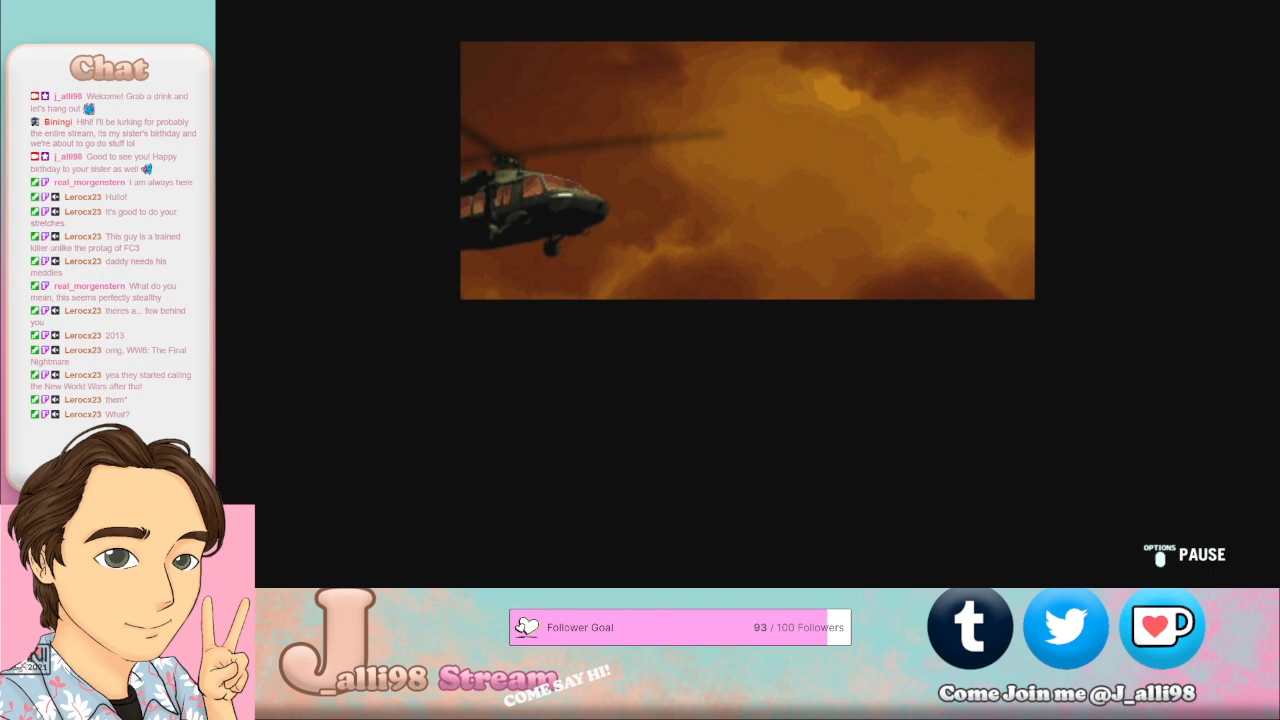 Chat
j_alli98 Welcome! Grab a drink and
let's hang out
Biningi Hihi! I'll be lurking for probably
the entire stream, its my sister's birthday and
we're about to go do stuff lol
j_alli98 Good to see you! Happy
birthday to your sister as well
real_morgenstern I am always here
Lerocx23 Hullo!
Lerocx23 It's good to do your
stretches
Lerocx23 This guy is a trained
killer unlike the protag of FC3
Lerocx23 daddy needs his
meddies
real_morgenstern What do you
mean, this seems perfectly stealthy
Lerocx23 theres a... few behind
you
Lerocx23 2013
Lerocx23 omg, WW6: The Final
Nightmare
Lerocx23 yea they started calling
the New World Wars after that
Lerocx23 them*
Lerocx23 What?
OPTIONS
PAUSE
2021
J_alli98 Stream
COME SAY HI!
Follower Goal 93 / 100 Followers
t
Come Join me @J_alli98